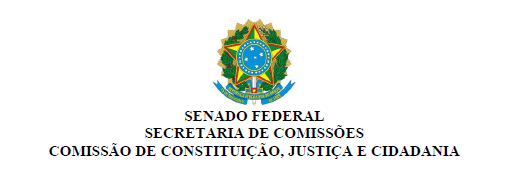 SENADO FEDERAL
SECRETARIA DE COMISSÕES
COMISSÃO DE CONSTITUIÇÃO, JUSTIÇA E CIDADANIA